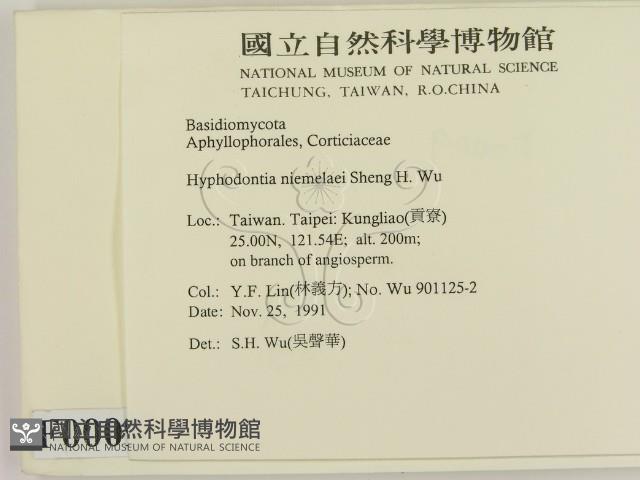 國立自然科學博物館
NATIONAL MUSEUM OF NATURAL SCIENCE
TAICHUNG, TAIWAN, R.O.CHINA
Basidiomycota
Aphyllophorales, Corticiaceae
Hyphodontia niemelaei Sheng H. Wu
Loc.: Taiwan. Taipei: Kungliao(貢寮)
25.00N, 121.54E; alt. 200m;
on branch of angiosperm.
Col.: Y.F. Lin(林義方); No. Wu 901125-2
Date: Nov. 25, 1991
Det.: S.H. Wu(吳聲華)
F000
國立自然科學博物館
NATIONAL MUSEUM OF NATURAL SCIENCE